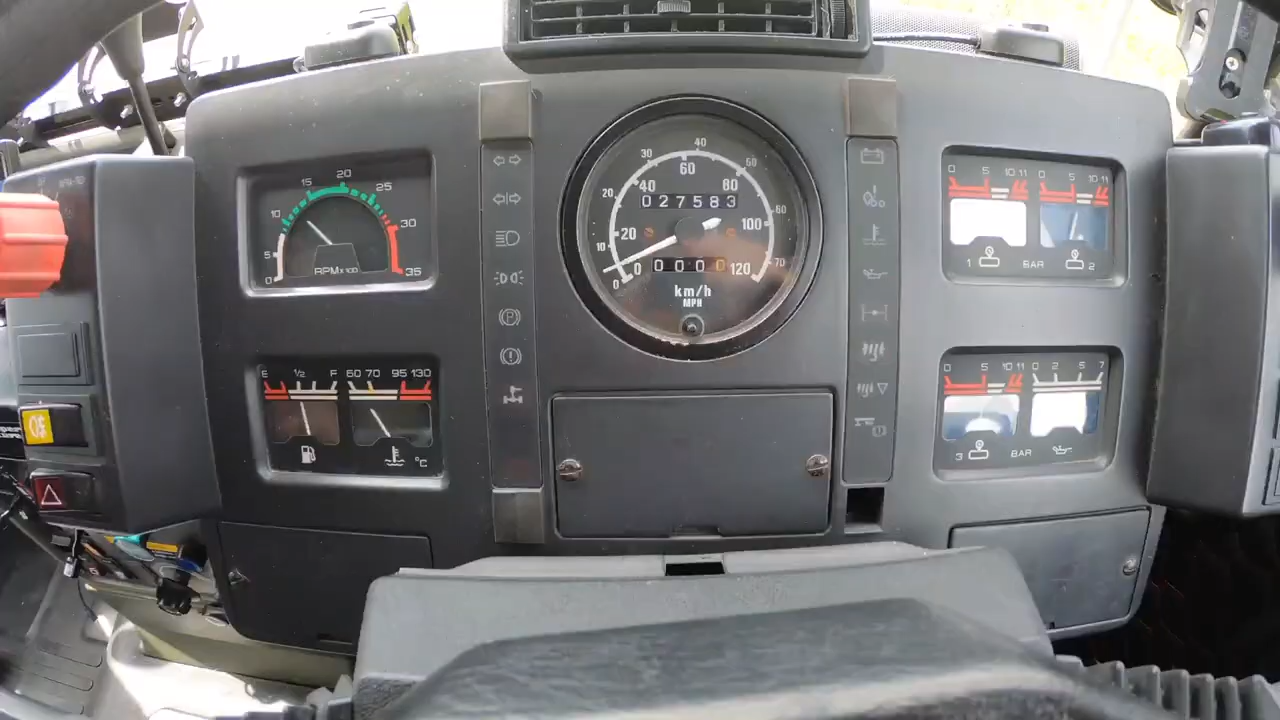 0 5 10 15 20 25 30 35
RPMx100
E ½ F 60 70 95 130
°C
0 10 20 30 40 50 60 70
0 20 40 60 80 100 120
027583
0000
km/h
MPH
P
0 5 10 11 0 5 10 11
1 BAR 2
0 5 10 11 0 2 5 7
3 BAR